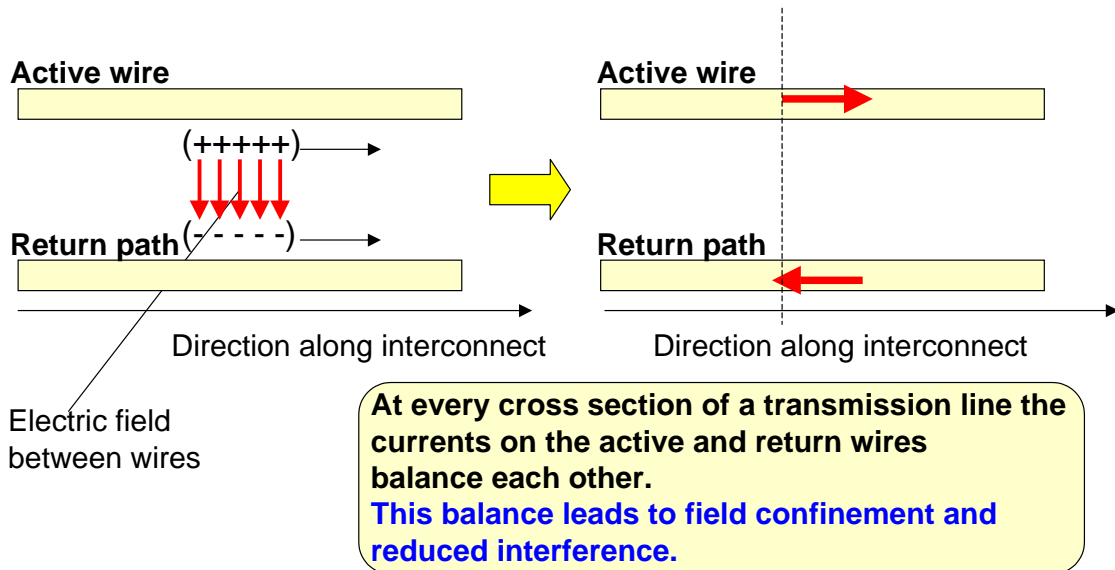 Active wire
(+++++)
Return path
(- - - - -)
Direction along interconnect
Electric field
between wires
Active wire
Return path
Direction along interconnect
At every cross section of a transmission line the
currents on the active and return wires
balance each other.
This balance leads to field confinement and
reduced interference.